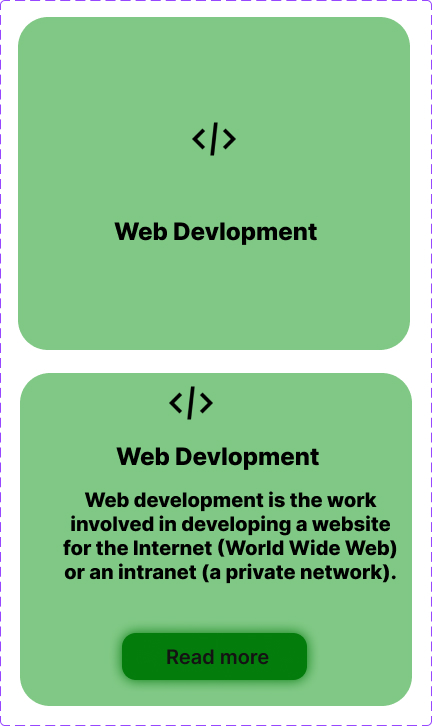 </>
Web Devlopment
</>
Web Devlopment
Web development is the work
involved in developing a website
for the Internet (World Wide Web)
or an intranet (a private network).
Read more